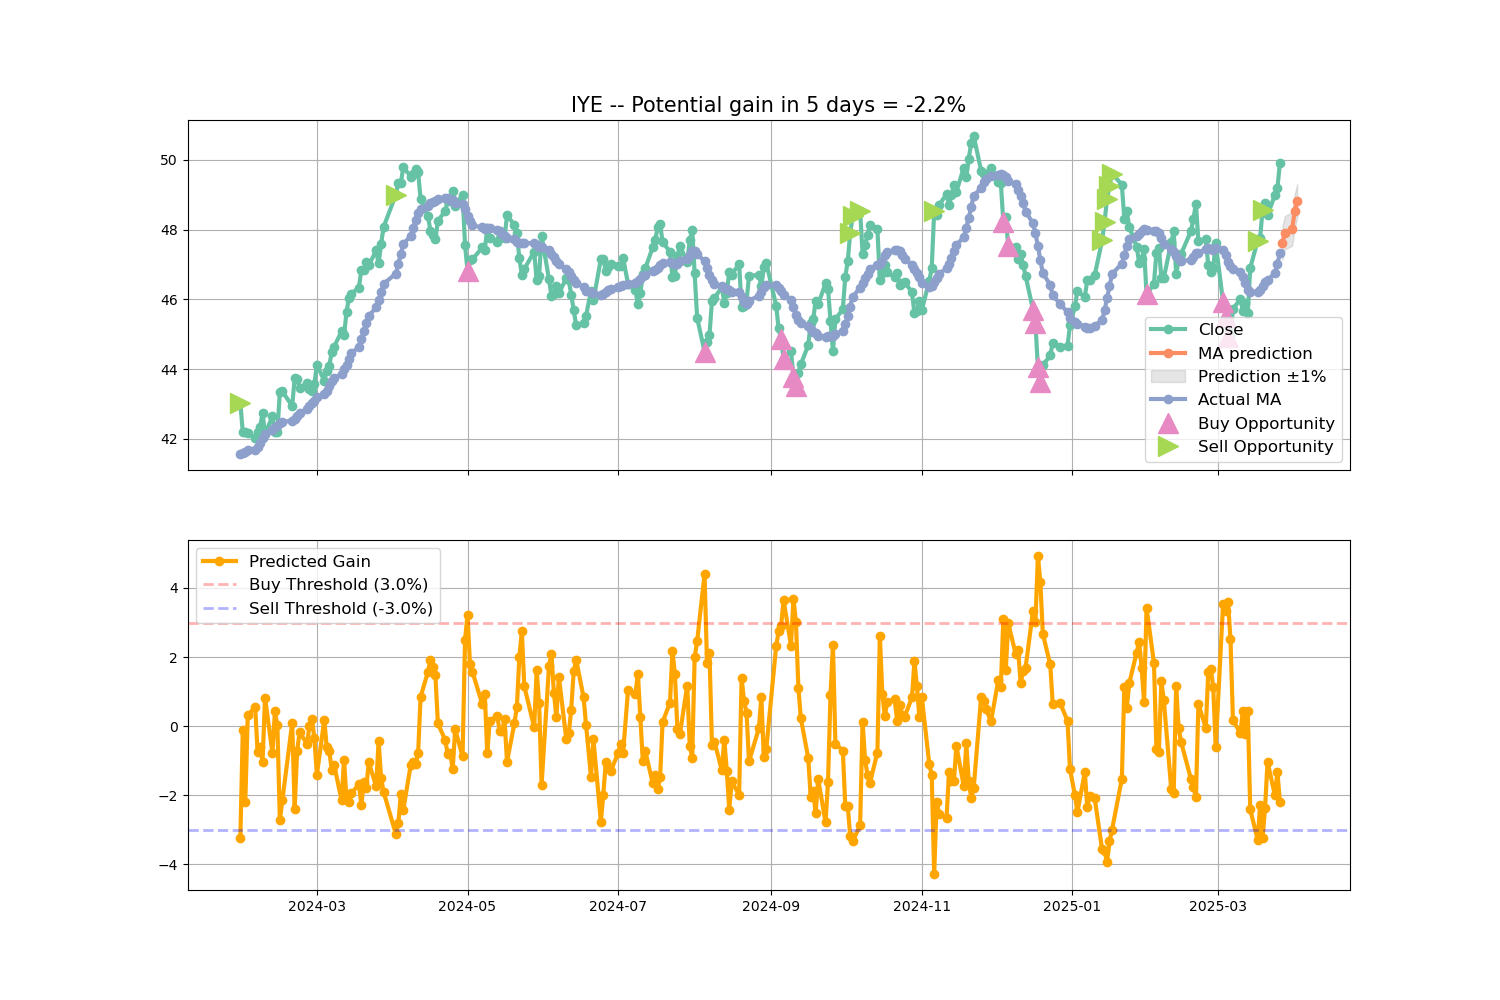 IYE -- Potential gain in 5 days = -2.2%
50
48
46
44
42
Close
MA prediction
Prediction ±1%
Actual MA
Buy Opportunity
Sell Opportunity
Predicted Gain
Buy Threshold (3.0%)
Sell Threshold (-3.0%)
4
2
0
−2
−4
2024-03
2024-05
2024-07
2024-09
2024-11
2025-01
2025-03